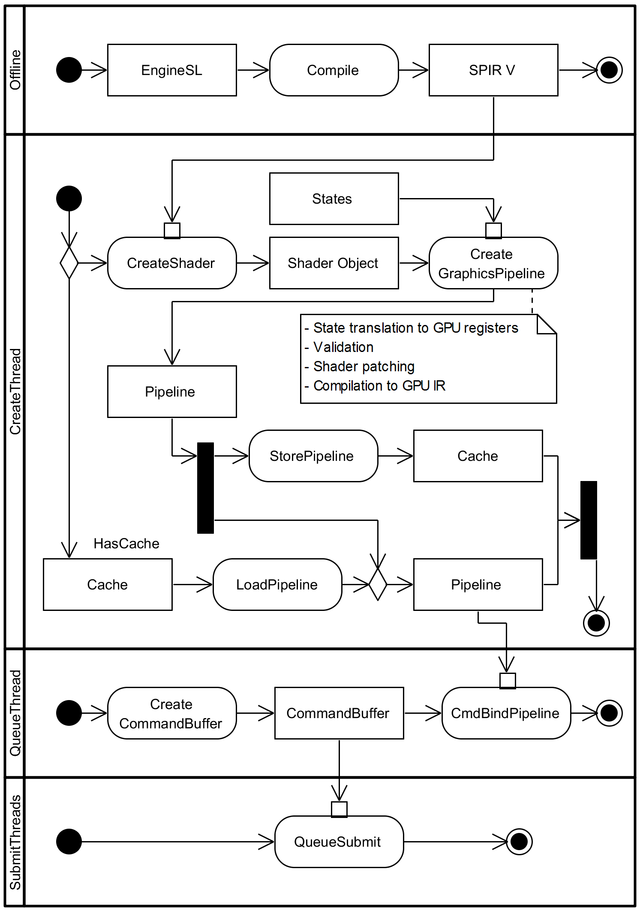 Offline
EngineSL
Compile
SPIR V
CreateThread
States
CreateShader
Shader Object
Create
GraphicsPipeline
- State translation to GPU registers
- Validation
- Shader patching
- Compilation to GPU IR
Pipeline
StorePipeline
Cache
HasCache
Cache
LoadPipeline
Pipeline
QueueThread
Create
CommandBuffer
CommandBuffer
CmdBindPipeline
SubmitThreads
QueueSubmit